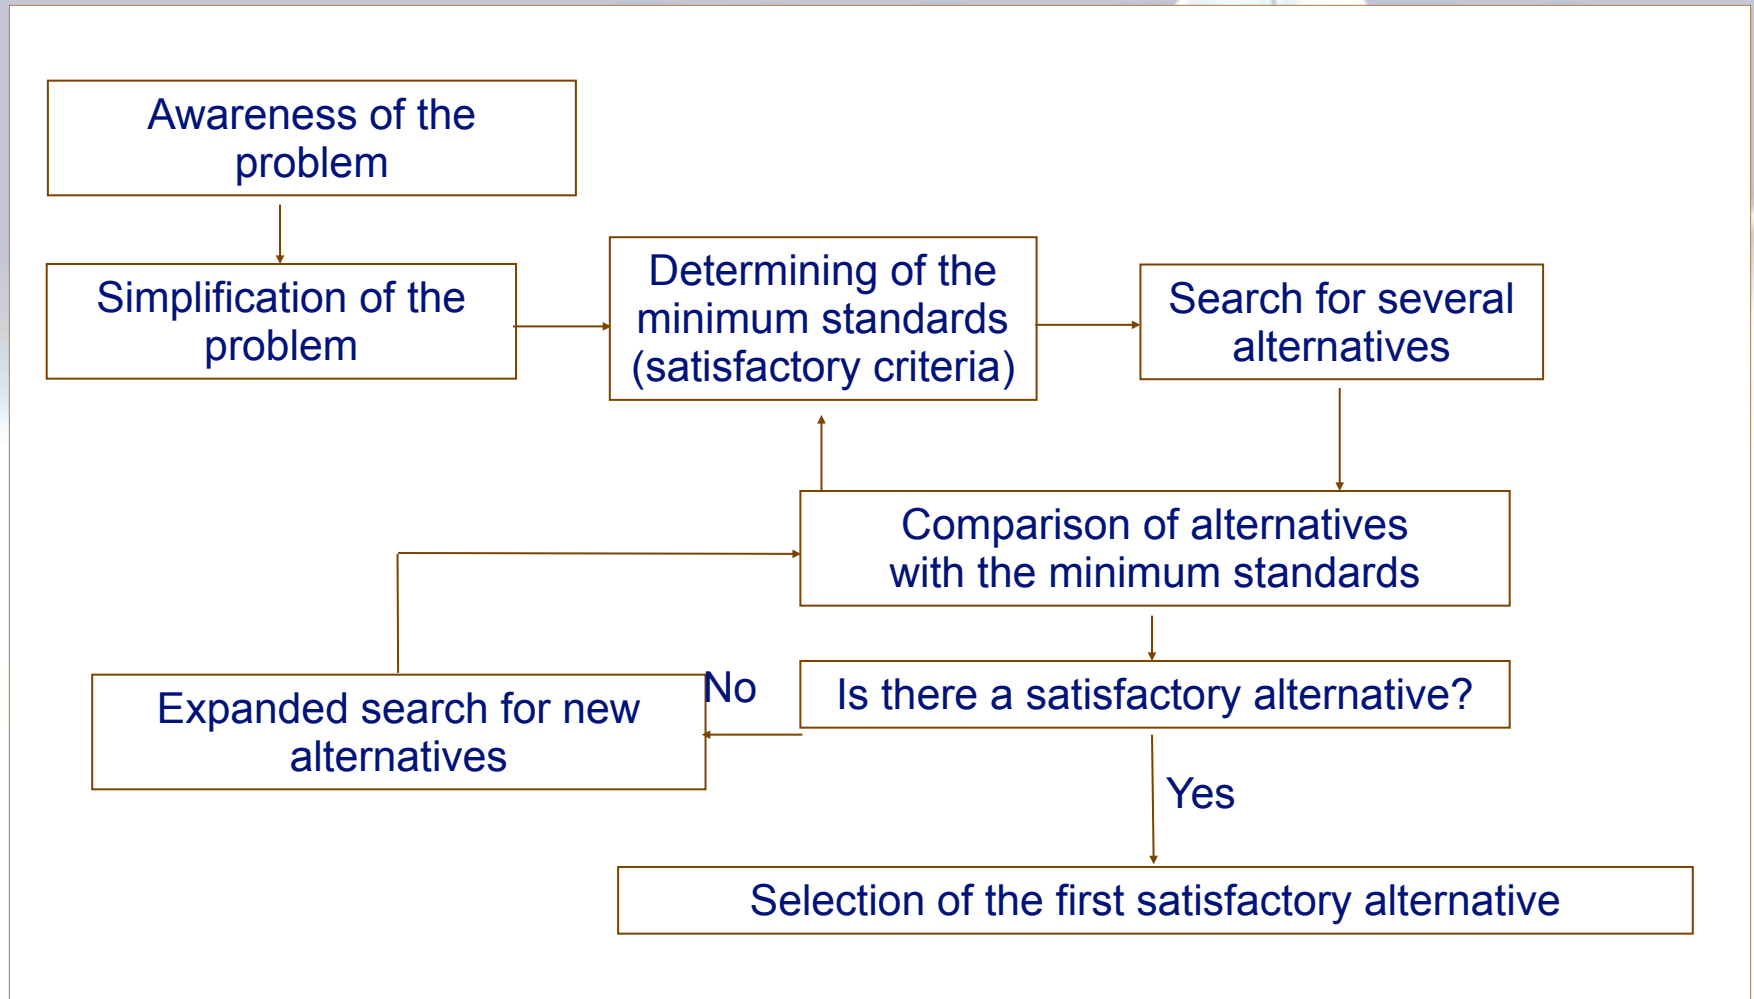 Awareness of the
problem
Simplification of the
problem
Determining of the
minimum standards
(satisfactory criteria)
Search for several
alternatives
Comparison of alternatives
with the minimum standards
Is there a satisfactory alternative?
No
Expanded search for new
alternatives
Yes
Selection of the first satisfactory alternative